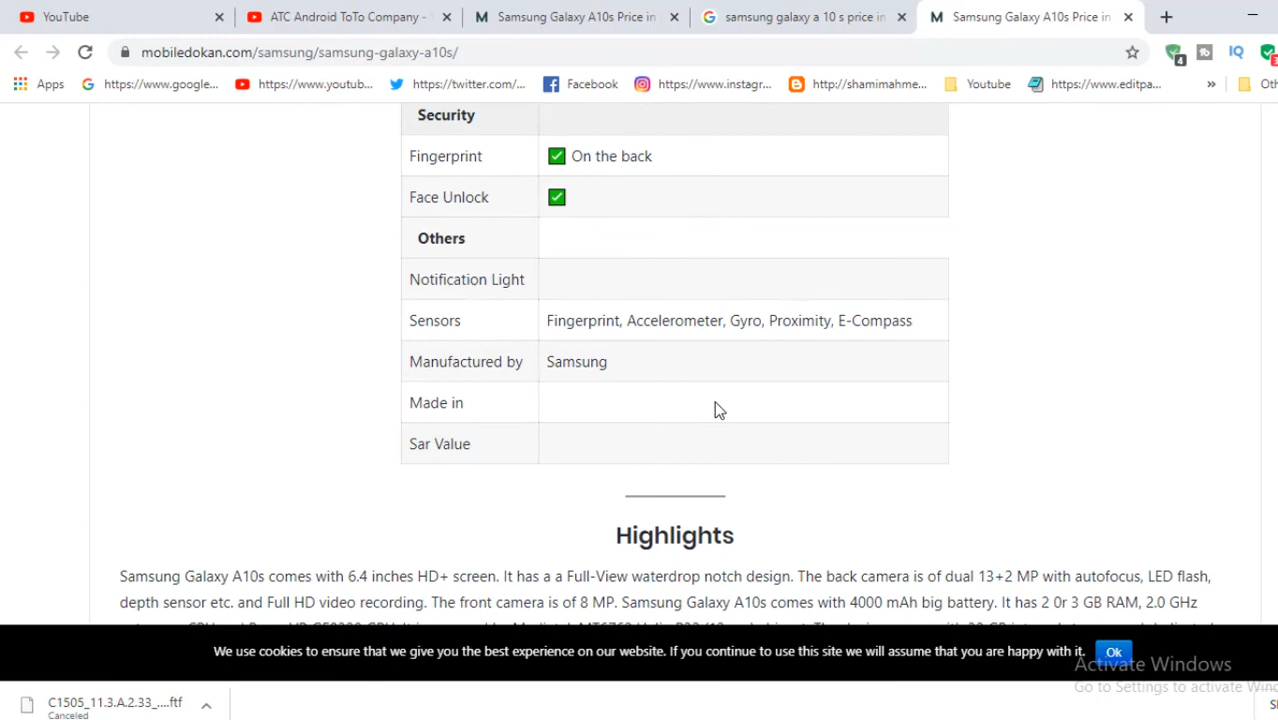 YouTube
ATC Android ToTo Company -
Samsung Galaxy A10s Price in
samsung galaxy a 10 s price in
Samsung Galaxy A10s Price in
mobiledokan.com/samsung/samsung-galaxy-a10s/
4
tb
IQ
3
Apps
https://www.google...
https://www.youtub...
https://twitter.com/...
Facebook
https://www.instagr...
http://shamimahme...
Youtube
https://www.editpa...
»
Oth
Security
Fingerprint
On the back
Face Unlock
Others
Notification Light
Sensors
Fingerprint, Accelerometer, Gyro, Proximity, E-Compass
Manufactured by
Samsung
Made in
Sar Value
Highlights
Samsung Galaxy A10s comes with 6.4 inches HD+ screen. It has a a Full-View waterdrop notch design. The back camera is of dual 13+2 MP with autofocus, LED flash,
depth sensor etc. and Full HD video recording. The front camera is of 8 MP. Samsung Galaxy A10s comes with 4000 mAh big battery. It has 2 0r 3 GB RAM, 2.0 GHz
We use cookies to ensure that we give you the best experience on our website. If you continue to use this site we will assume that you are happy with it.
Ok
Activate Windows
Go to Settings to activate Wind
C1505_11.3.A.2.33_....ftf
Canceled